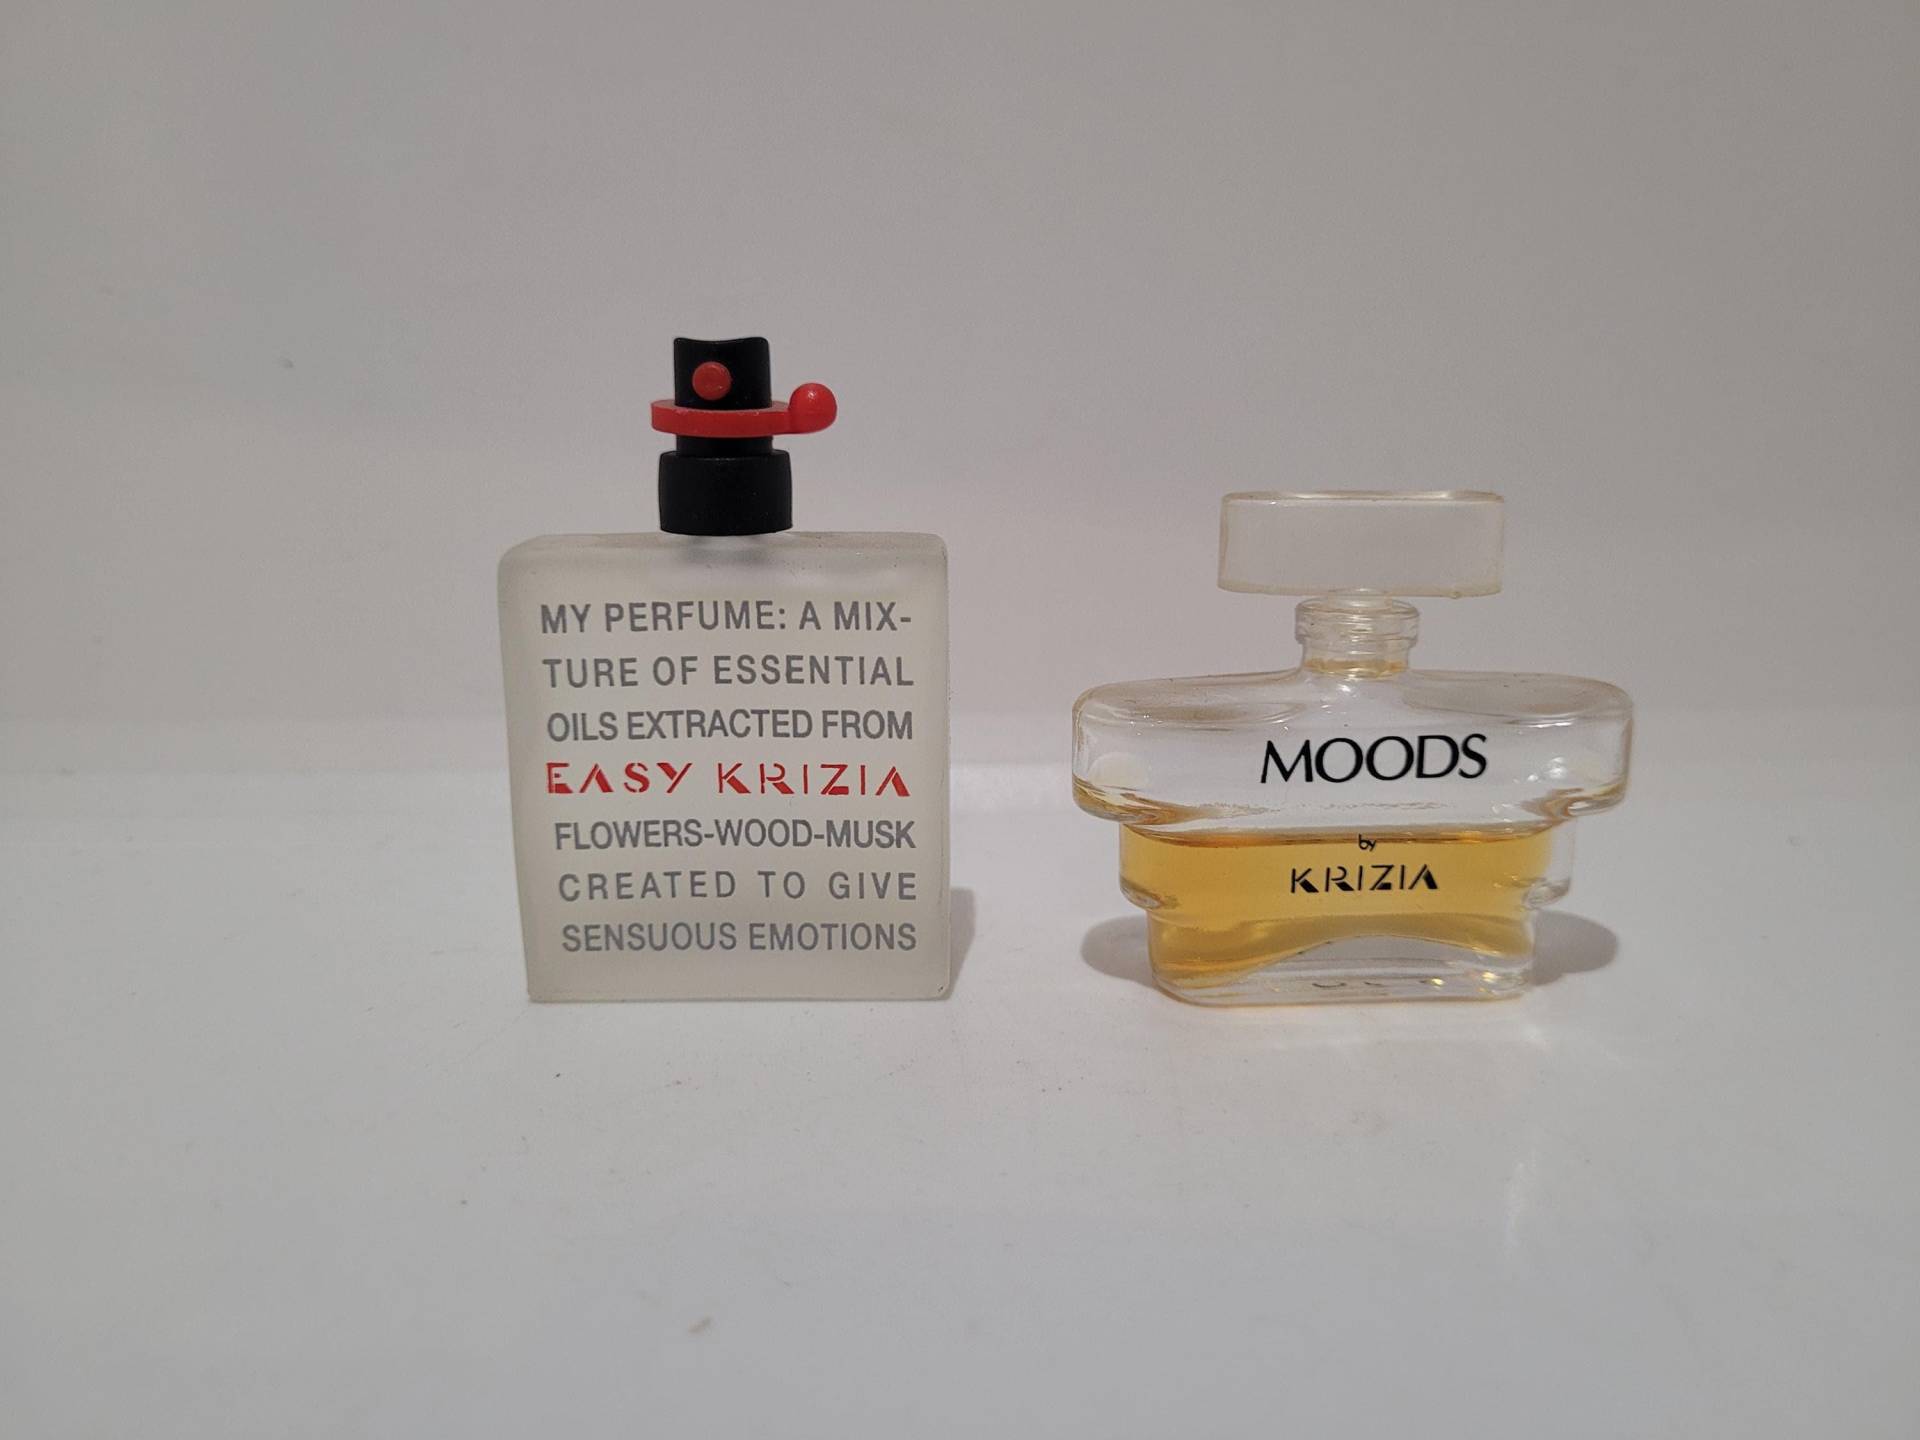 MY PERFUME: A MIX-
TURE OF ESSENTIAL
OILS EXTRACTED FROM
EASY KRIZIA
FLOWERS-WOOD-MUSK
CREATED TO GIVE
SENSUOUS EMOTIONS
MOODS
by
KRIZIA